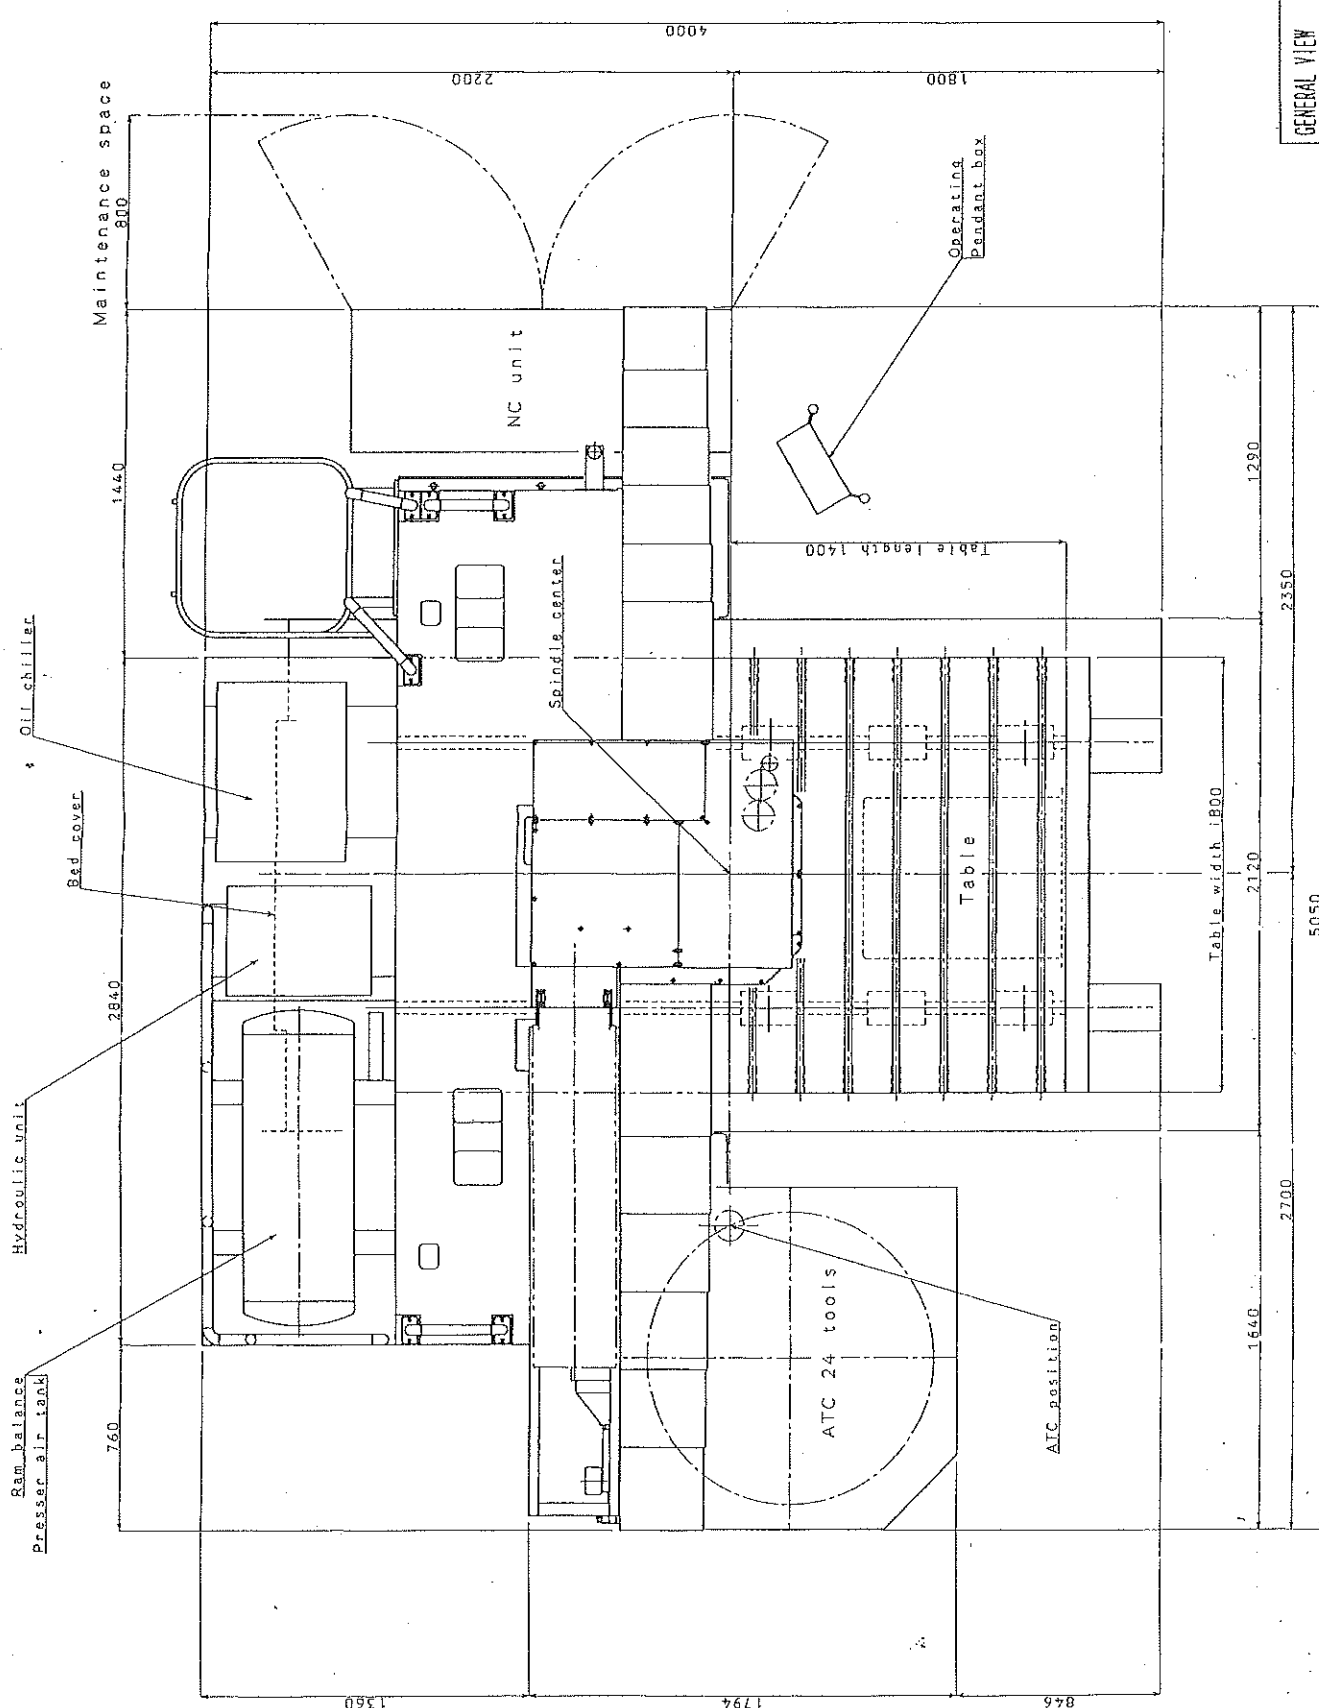 Ram balance
Presser air tank
Hydroulic unit
Bed cover
Oil chiller
Maintenance space
760
2840
1440
800
4000
2200
1800
NC unit
Operating
Pendant box
Spindle center
Table length 1400
Table
Table width 1800
ATC 24 tools
ATC position
1360
1794
846
1640
2120
1290
2700
2350
5050
GENERAL VIEW